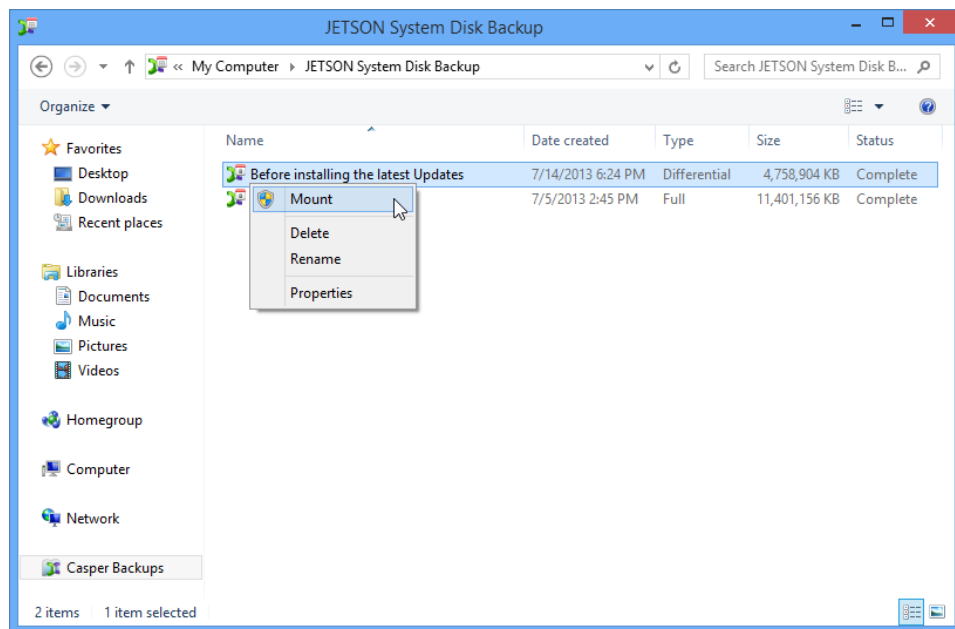 JETSON System Disk Backup
« My Computer JETSON System Disk Backup
Search JETSON System Disk B...
Organize
Name Date created Type Size Status
Favorites
Desktop
Downloads
Recent places
Libraries
Documents
Music
Pictures
Videos
Homegroup
Computer
Network
Casper Backups
Before installing the latest Updates 7/14/2013 6:24 PM Differential 4,758,904 KB Complete
7/5/2013 2:45 PM Full 11,401,156 KB Complete
Mount
Delete
Rename
Properties
2 items 1 item selected